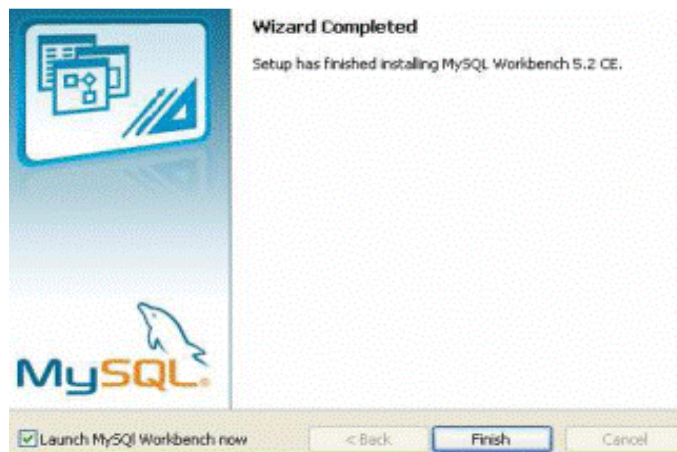 Wizard Completed
Setup has finished installing MySQL Workbench 5.2 CE.
MySQL.
Launch MySQl Workbench now
< Back
Finish
Cancel